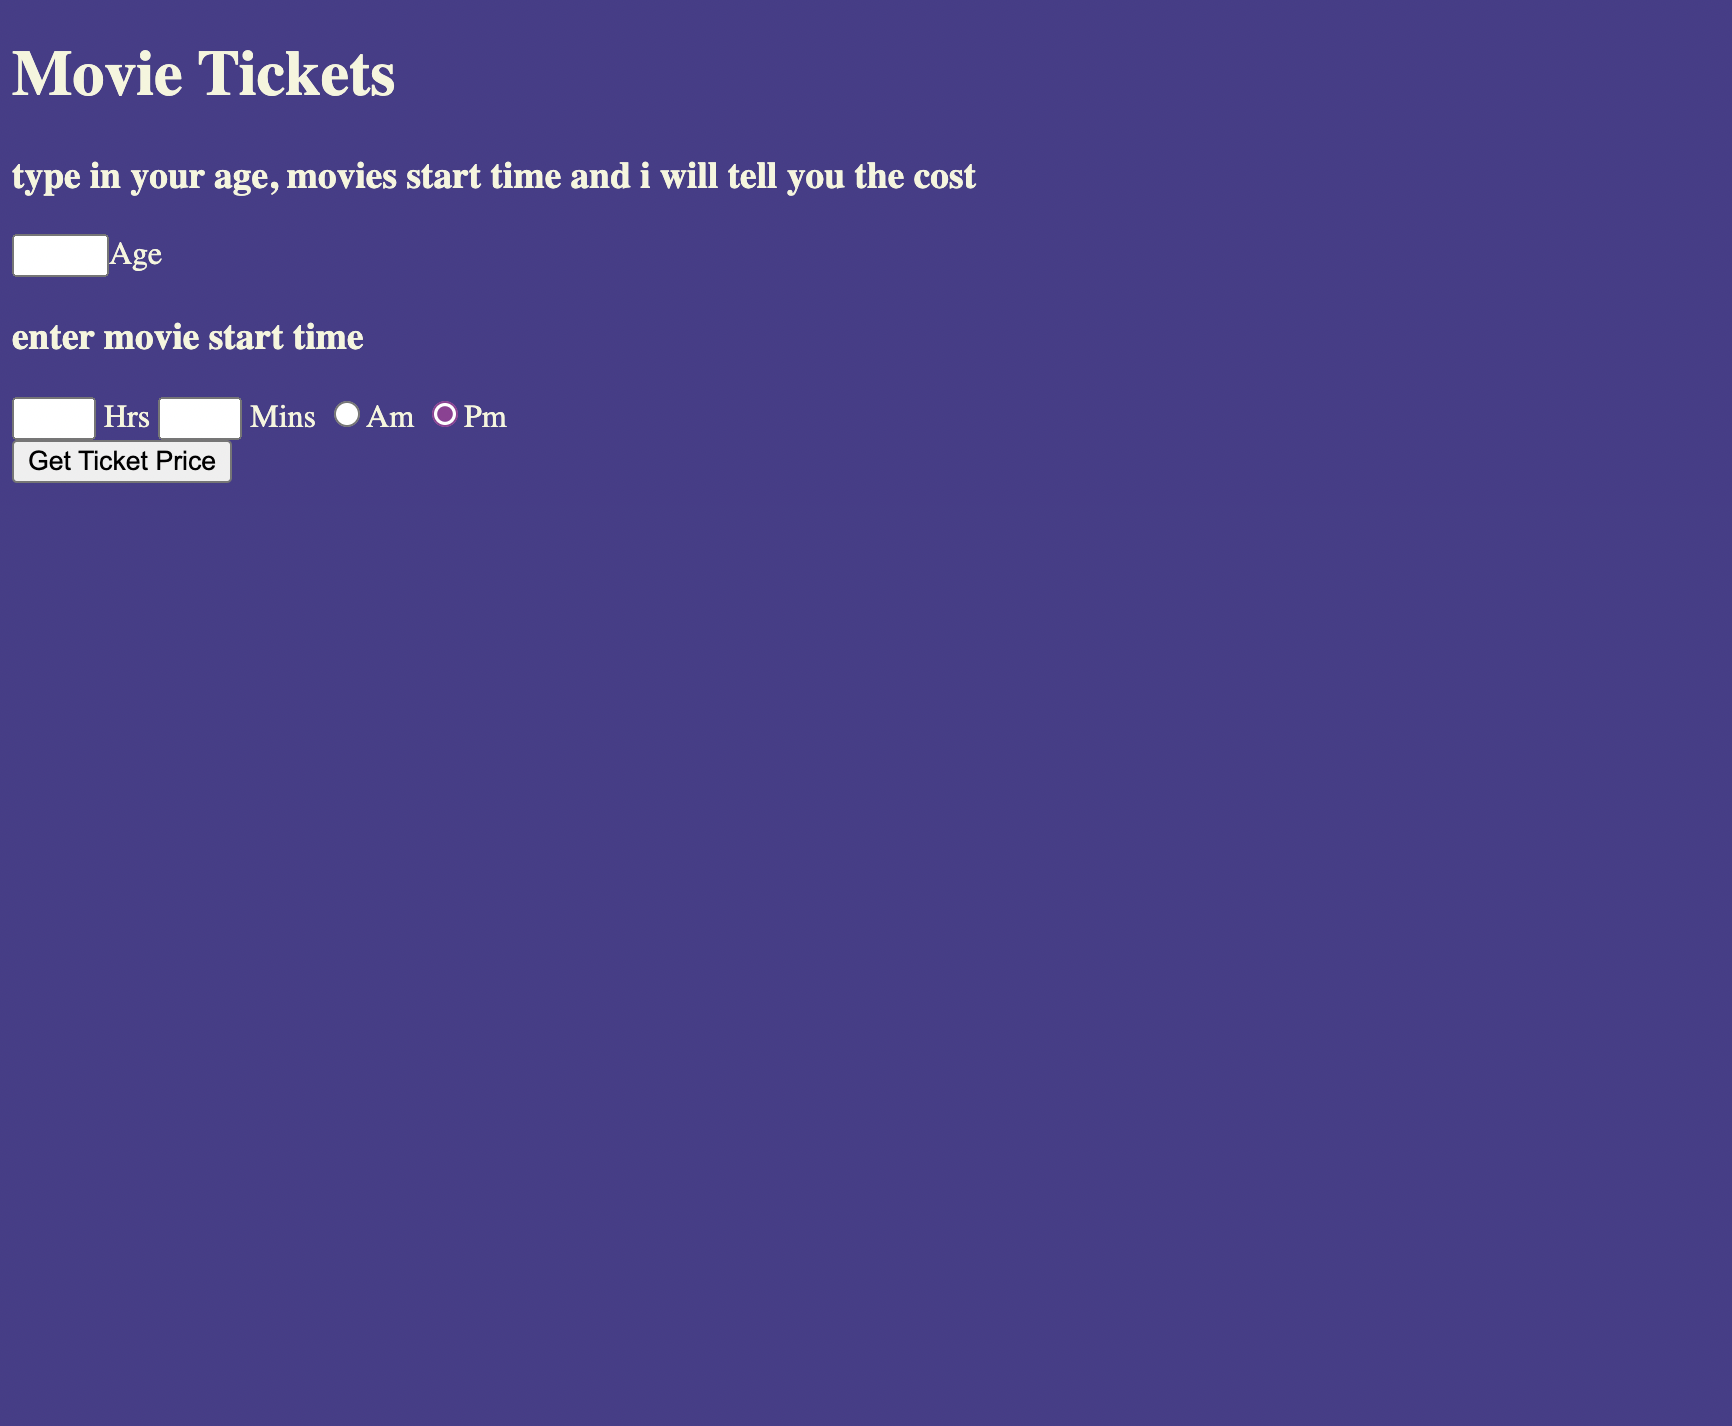 Movie Tickets
type in your age, movies start time and i will tell you the cost
Age
enter movie start time
Hrs Mins Am Pm
Get Ticket Price